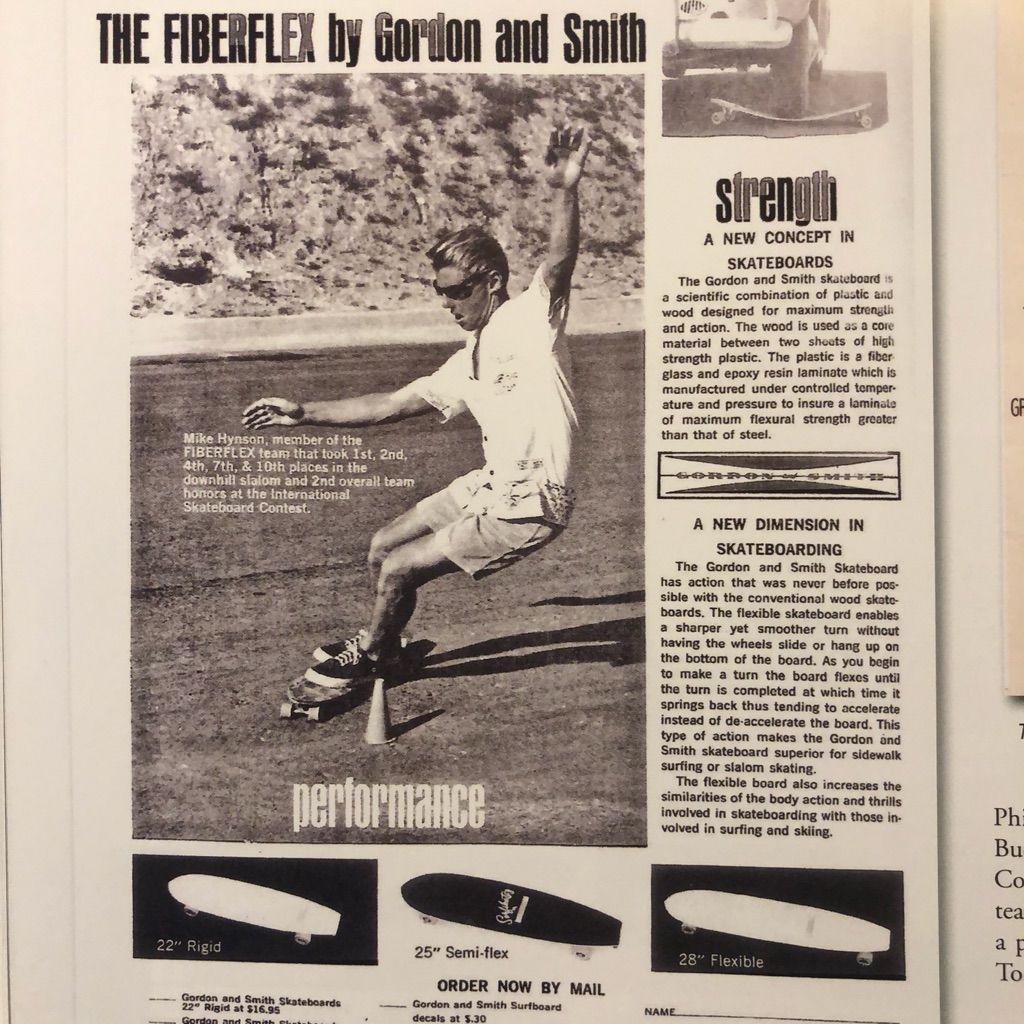 THE FIBERFLEX by Gordon and Smith
Mike Hynson, member of the
FIBERFLEX team that took 1st, 2nd,
4th, 7th, & 10th places in the
downhill slalom and 2nd overall team
honors at the International
Skateboard Contest.
performance
strength
A NEW CONCEPT IN
SKATEBOARDS
The Gordon and Smith skateboard is
a scientific combination of plastic and
wood designed for maximum strength
and action. The wood is used as a core
material between two sheets of high
strength plastic. The plastic is a fiber
glass and epoxy resin laminate which is
manufactured under controlled temper-
ature and pressure to insure a laminate
of maximum flexural strength greater
than that of steel.
GORDON and SMITH
A NEW DIMENSION IN
SKATEBOARDING
The Gordon and Smith Skateboard
has action that was never before pos-
sible with the conventional wood skate-
boards. The flexible skateboard enables
a sharper yet smoother turn without
having the wheels slide or hang up on
the bottom of the board. As you begin
to make a turn the board flexes until
the turn is completed at which time it
springs back thus tending to accelerate
instead of de-accelerate the board. This
type of action makes the Gordon and
Smith skateboard superior for sidewalk
surfing or slalom skating.
The flexible board also increases the
similarities of the body action and thrills
involved in skateboarding with those in-
volved in surfing and skiing.
22" Rigid
25" Semi-flex
28" Flexible
ORDER NOW BY MAIL
Gordon and Smith Skateboards
22" Rigid at $16.95
Gordon and Smith
Gordon and Smith Surfboard
decals at $.30
NAME
Phi
Bu
Co
tea
a p
To